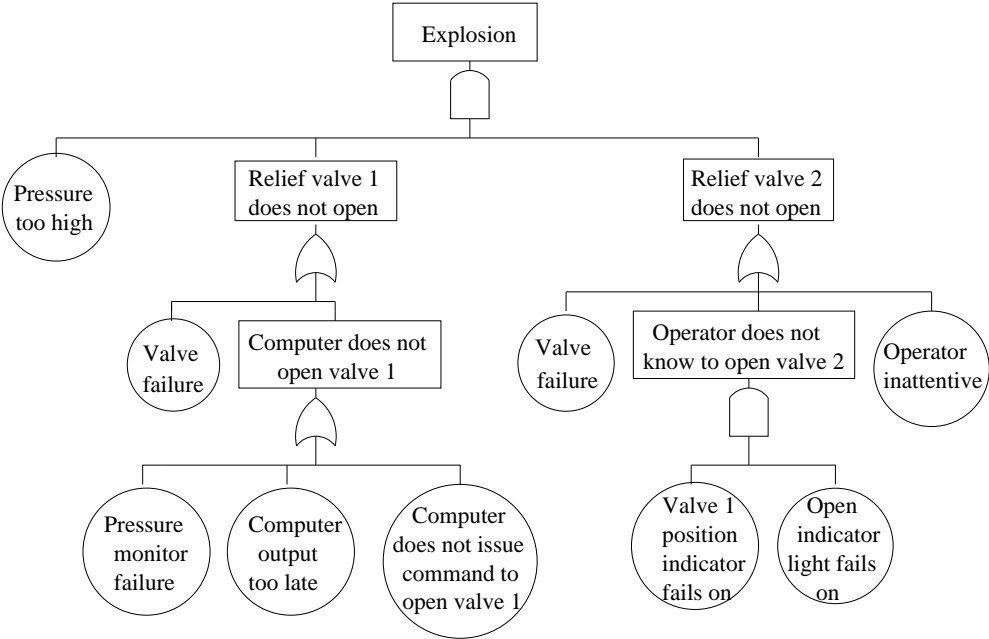 Explosion
Pressure
too high
Relief valve 1
does not open
Relief valve 2
does not open
Valve
failure
Computer does not
open valve 1
Valve
failure
Operator does not
know to open valve 2
Operator
inattentive
Pressure
monitor
failure
Computer
output
too late
Computer
does not issue
command to
open valve 1
Valve 1
position
indicator
fails on
Open
indicator
light fails
on